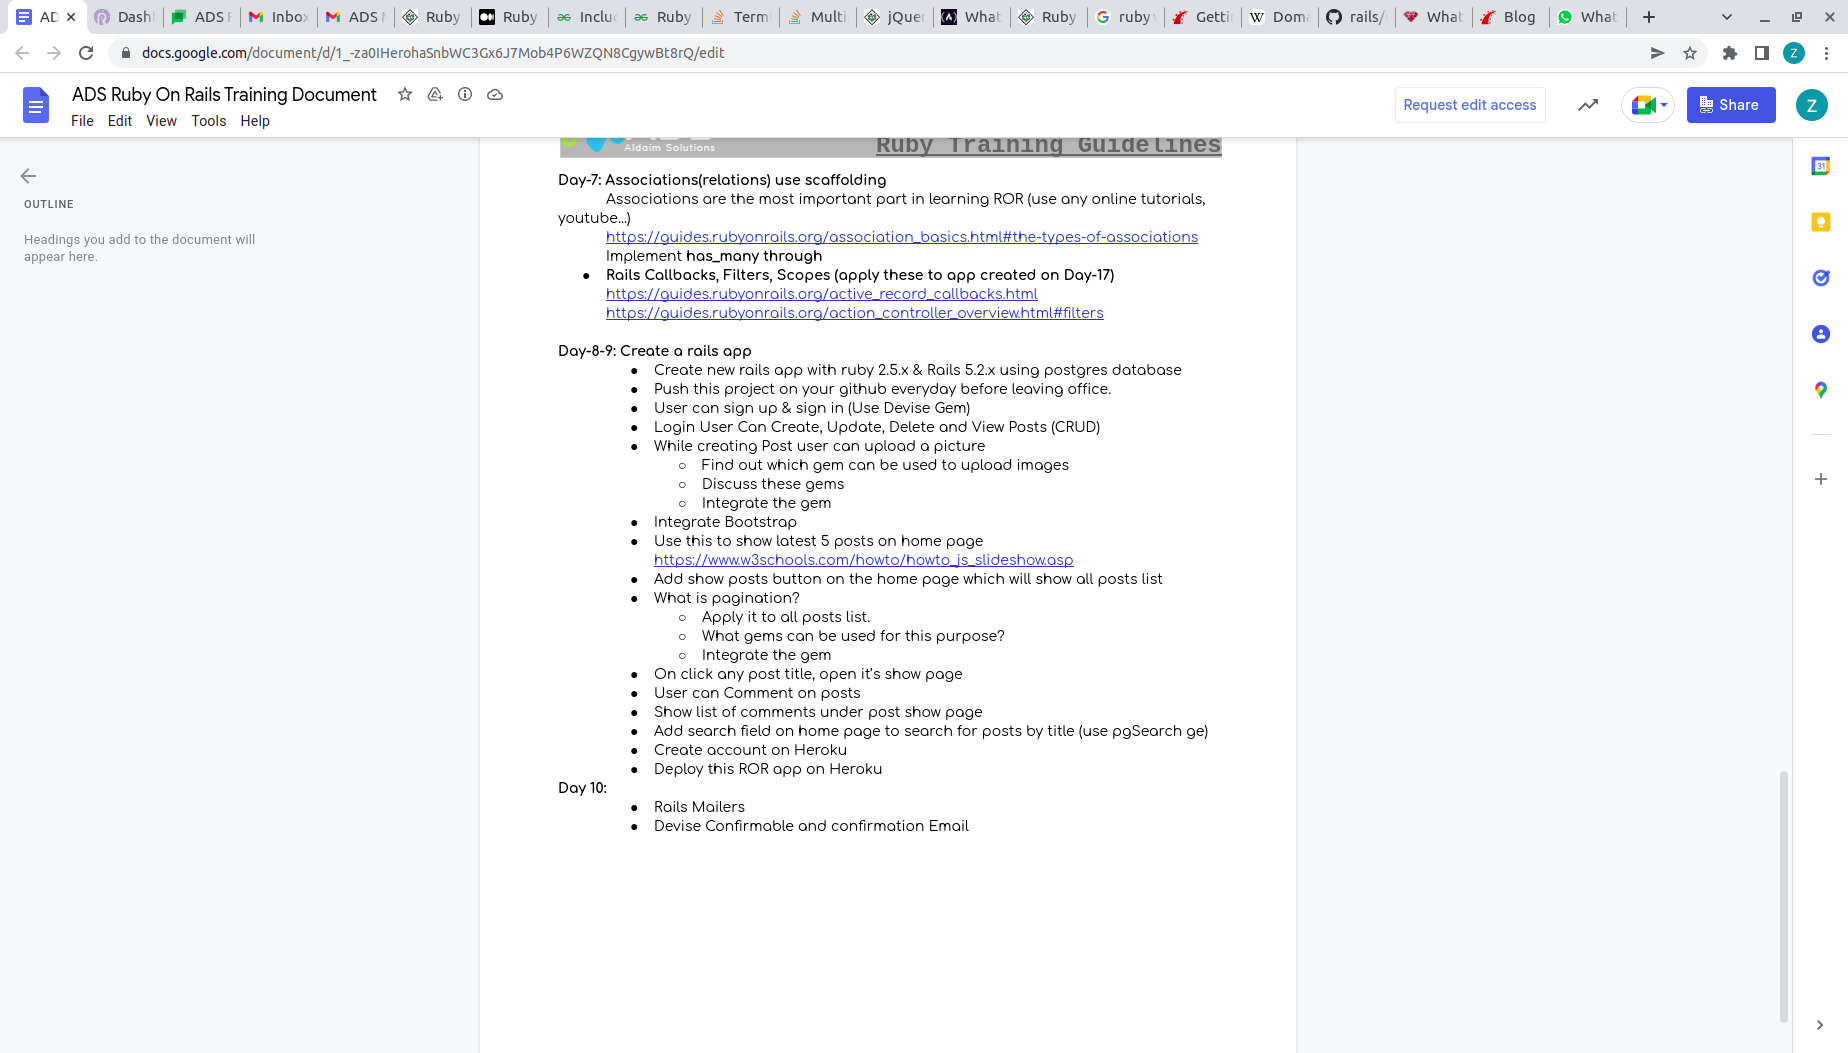 AD
Dashl
ADS F
Inbox
ADS M
Ruby
Ruby
Inclu
Ruby
Term
Multi
jQuer
What
Ruby
ruby
Getti
Doma
rails/
What
Blog
What
docs.google.com/document/d/1_-za0IHerohaSnbWC3Gx6J7Mob4P6WZQN8CgywBt8rQ/edit
Z
ADS Ruby On Rails Training Document
File Edit View Tools Help
Request edit access
Share
Z
OUTLINE
Headings you add to the document will
appear here.
Aldaim Solutions
Ruby Training Guidelines
Day-7: Associations(relations) use scaffolding
Associations are the most important part in learning ROR (use any online tutorials,
youtube...)
https://guides.rubyonrails.org/association_basics.html#the-types-of-associations
Implement has_many through
● Rails Callbacks, Filters, Scopes (apply these to app created on Day-17)
https://guides.rubyonrails.org/active_record_callbacks.html
https://guides.rubyonrails.org/action_controller_overview.html#filters
Day-8-9: Create a rails app
● Create new rails app with ruby 2.5.x & Rails 5.2.x using postgres database
● Push this project on your github everyday before leaving office.
● User can sign up & sign in (Use Devise Gem)
● Login User Can Create, Update, Delete and View Posts (CRUD)
● While creating Post user can upload a picture
○ Find out which gem can be used to upload images
○ Discuss these gems
○ Integrate the gem
● Integrate Bootstrap
● Use this to show latest 5 posts on home page
https://www.w3schools.com/howto/howto_js_slideshow.asp
● Add show posts button on the home page which will show all posts list
● What is pagination?
○ Apply it to all posts list.
○ What gems can be used for this purpose?
○ Integrate the gem
● On click any post title, open it's show page
● User can Comment on posts
● Show list of comments under post show page
● Add search field on home page to search for posts by title (use pgSearch ge)
● Create account on Heroku
● Deploy this ROR app on Heroku
Day 10:
● Rails Mailers
● Devise Confirmable and confirmation Email
31